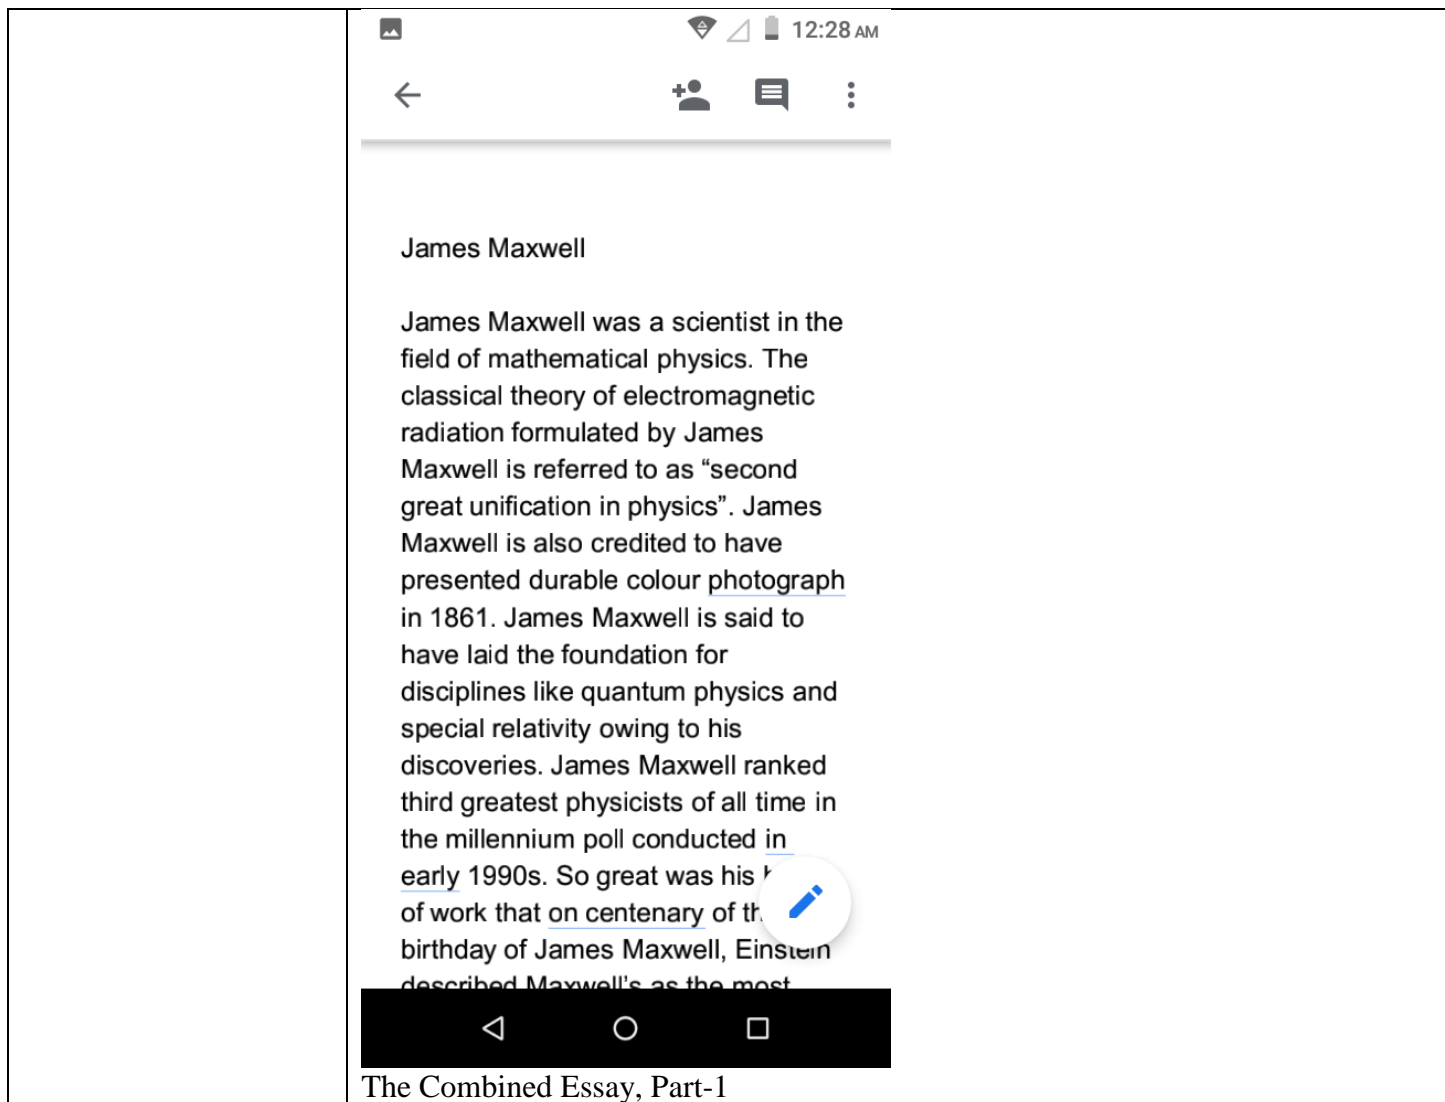 12:28 AM
James Maxwell
James Maxwell was a scientist in the
field of mathematical physics. The
classical theory of electromagnetic
radiation formulated by James
Maxwell is referred to as “second
great unification in physics”. James
Maxwell is also credited to have
presented durable colour photograph
in 1861. James Maxwell is said to
have laid the foundation for
disciplines like quantum physics and
special relativity owing to his
discoveries. James Maxwell ranked
third greatest physicists of all time in
the millennium poll conducted in
early 1990s. So great was his
of work that on centenary of
birthday of James Maxwell, Einstein
described Maxwell's as the most
The Combined Essay, Part-1